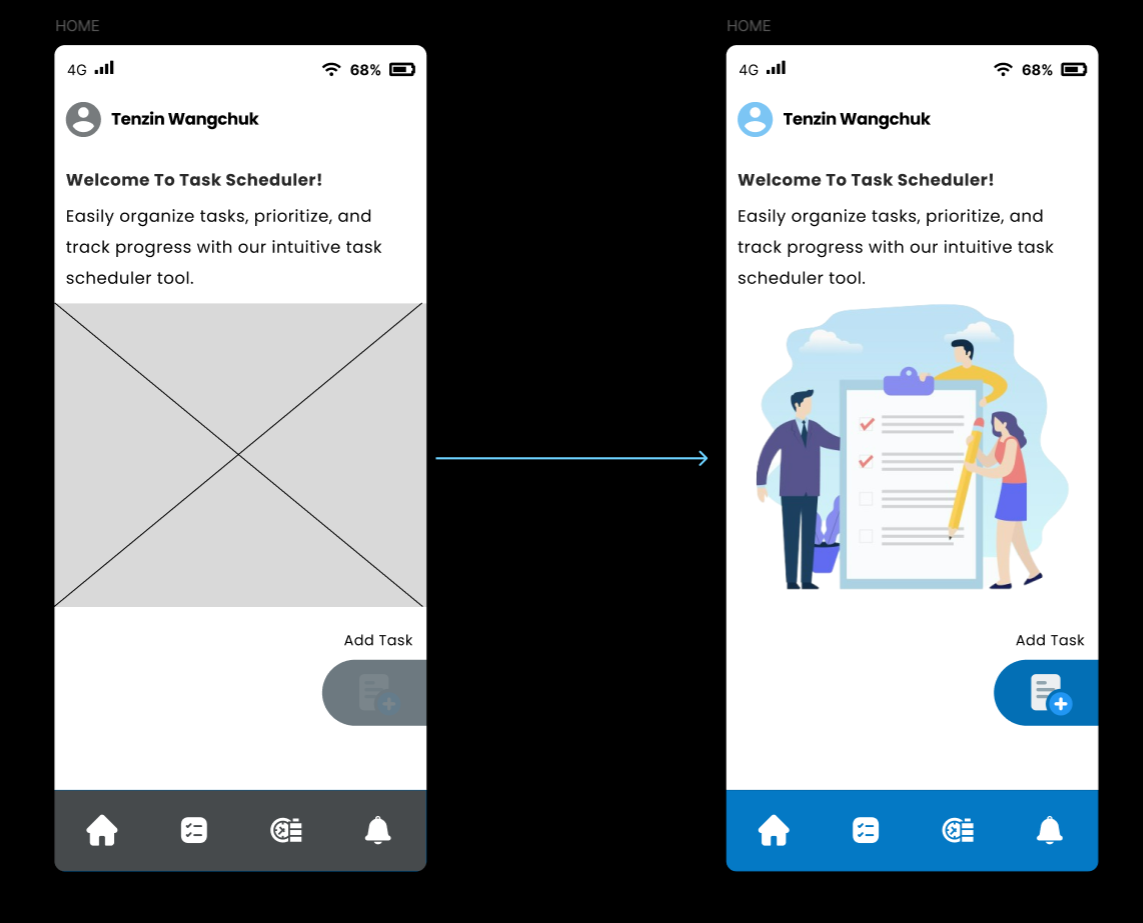 HOME
4G 68%
Tenzin Wangchuk
Welcome To Task Scheduler!
Easily organize tasks, prioritize, and
track progress with our intuitive task
scheduler tool.
Add Task
HOME
4G 68%
Tenzin Wangchuk
Welcome To Task Scheduler!
Easily organize tasks, prioritize, and
track progress with our intuitive task
scheduler tool.
Add Task